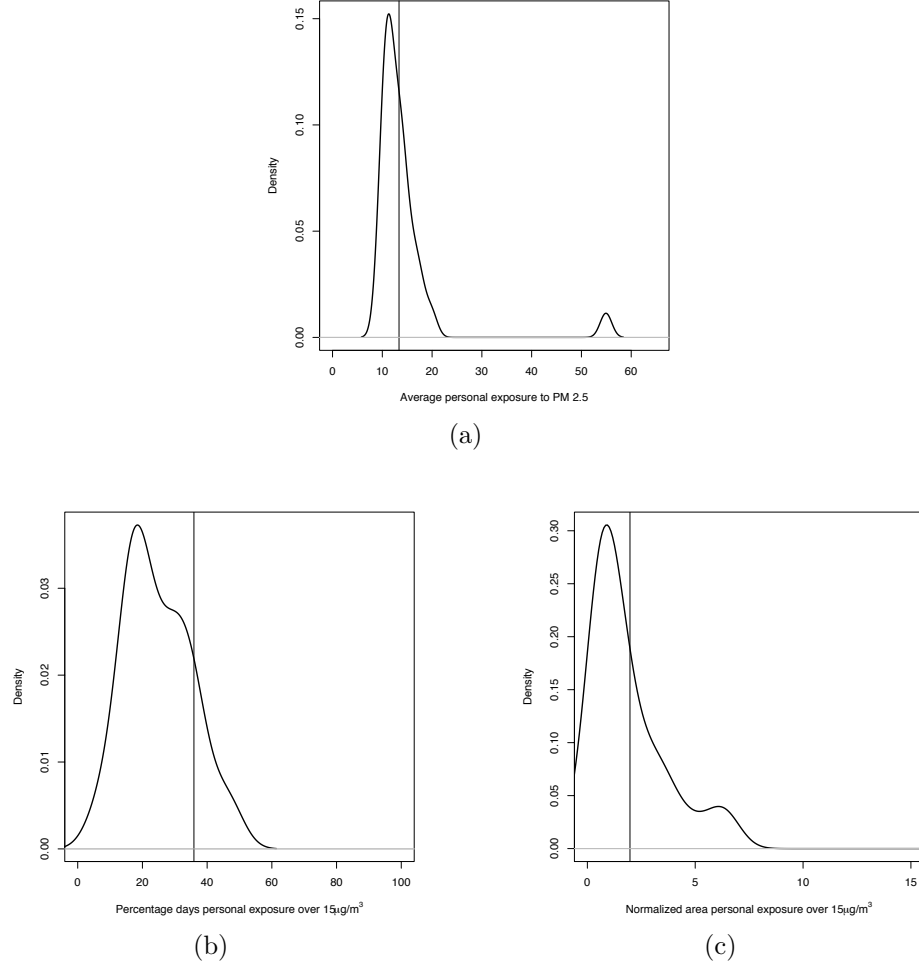 0.15
0.10
Density
0.05
0.00
0 10 20 30 40 50 60
Average personal exposure to PM 2.5
(a)
0.03
0.02
Density
0.01
0.00
0 20 40 60 80 100
Percentage days personal exposure over 15μg/m³
(b)
0.30
0.25
0.20
Density
0.15
0.10
0.05
0.00
0 5 10 15
Normalized area personal exposure over 15μg/m³
(c)